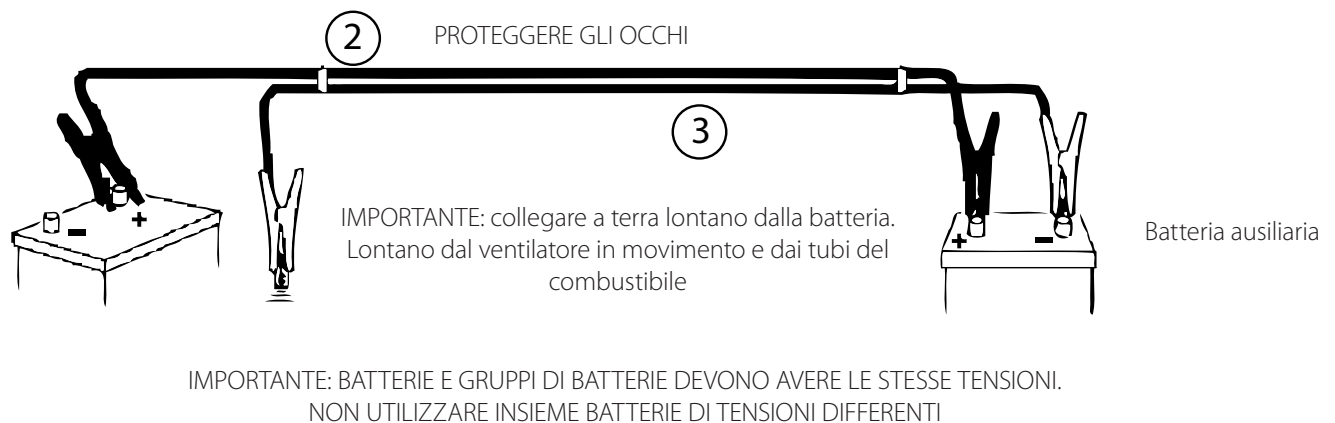 2
PROTEGGERE GLI OCCHI
3
IMPORTANTE: collegare a terra lontano dalla batteria.
Lontano dal ventilatore in movimento e dai tubi del
combustibile
- +
+ -
Batteria ausiliaria
IMPORTANTE: BATTERIE E GRUPPI DI BATTERIE DEVONO AVERE LE STESSE TENSIONI.
NON UTILIZZARE INSIEME BATTERIE DI TENSIONI DIFFERENTI